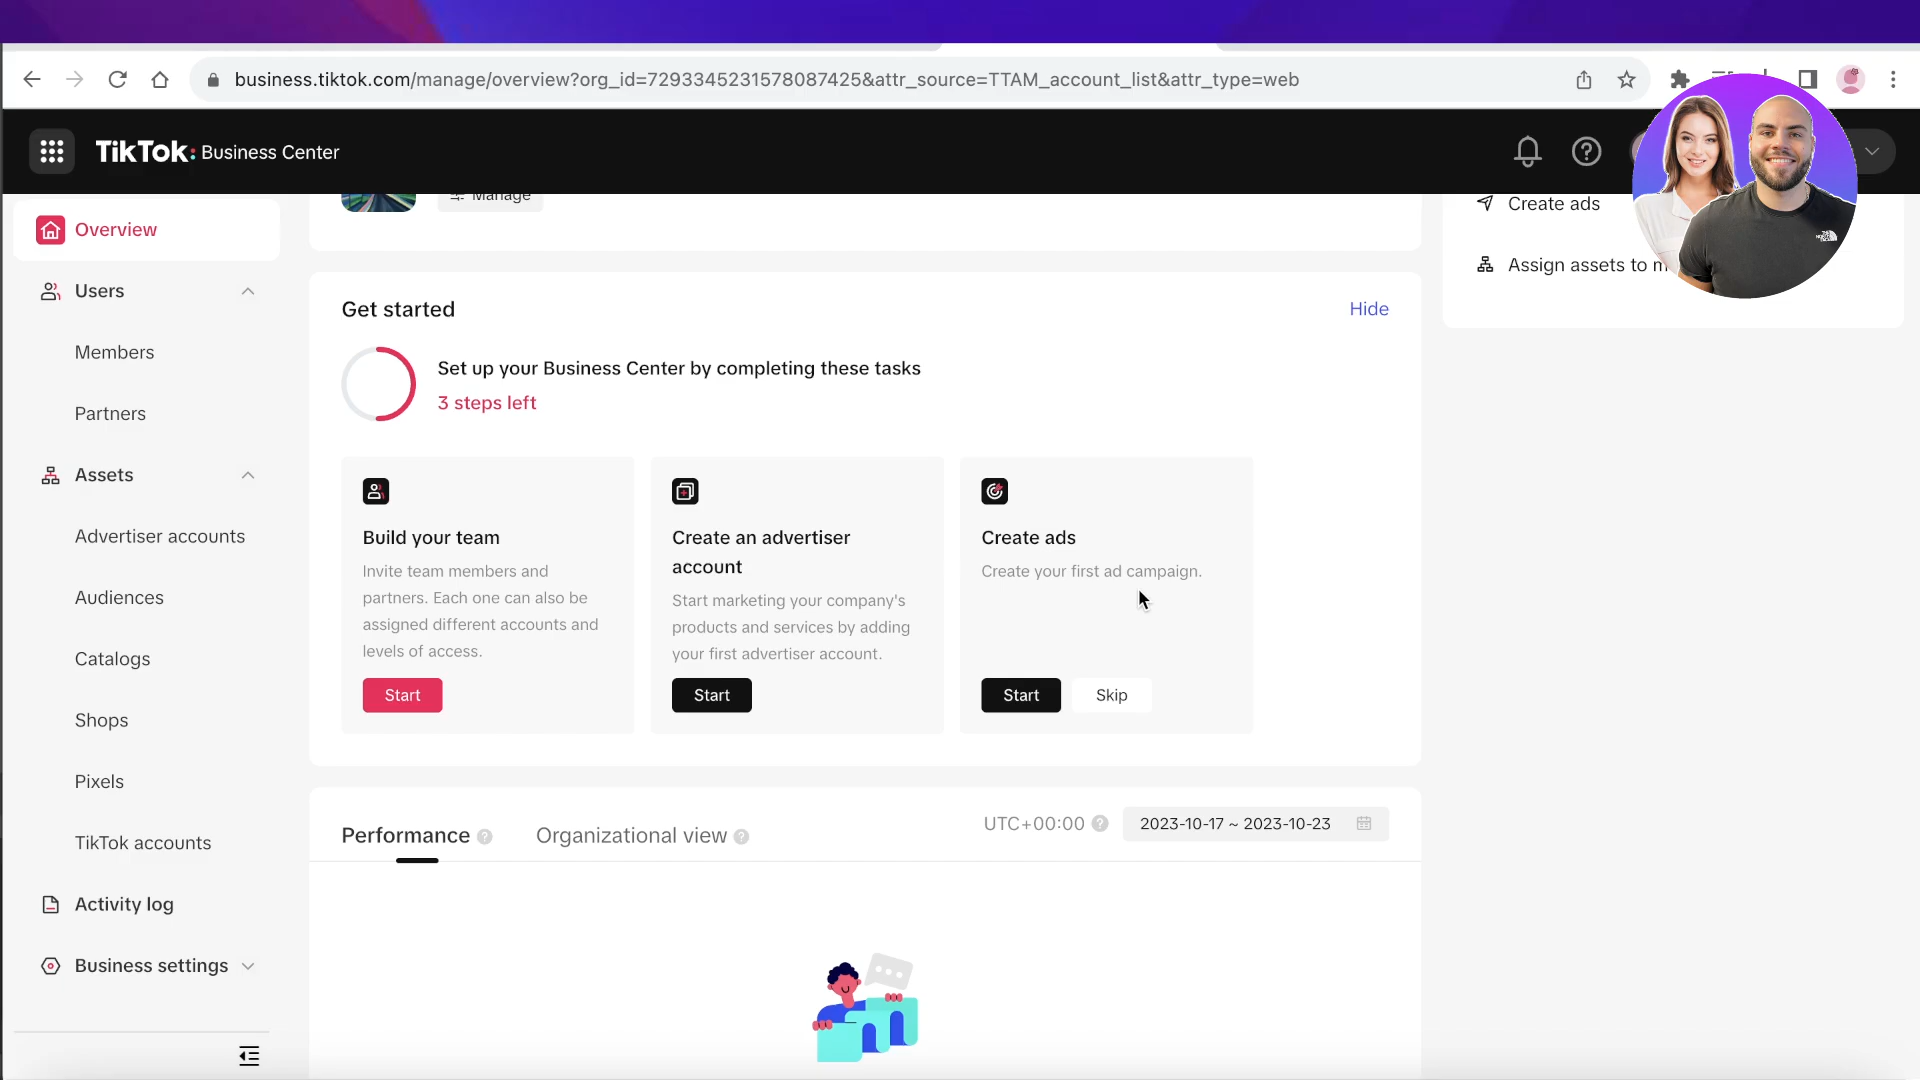 business.tiktok.com/manage/overview?org_id=7293345231578087425&attr_source=TTAM_account_list&attr_type=web
TikTok: Business Center
Manage
Create ads
Assign assets to m
Overview
Users
Members
Partners
Assets
Advertiser accounts
Audiences
Catalogs
Shops
Pixels
TikTok accounts
Activity log
Business settings
Get started
Hide
Set up your Business Center by completing these tasks
3 steps left
Build your team
Invite team members and
partners. Each one can also be
assigned different accounts and
levels of access.
Start
Create an advertiser
account
Start marketing your company's
products and services by adding
your first advertiser account.
Start
Create ads
Create your first ad campaign.
Start
Skip
Performance
Organizational view
UTC+00:00
2023-10-17 ~ 2023-10-23